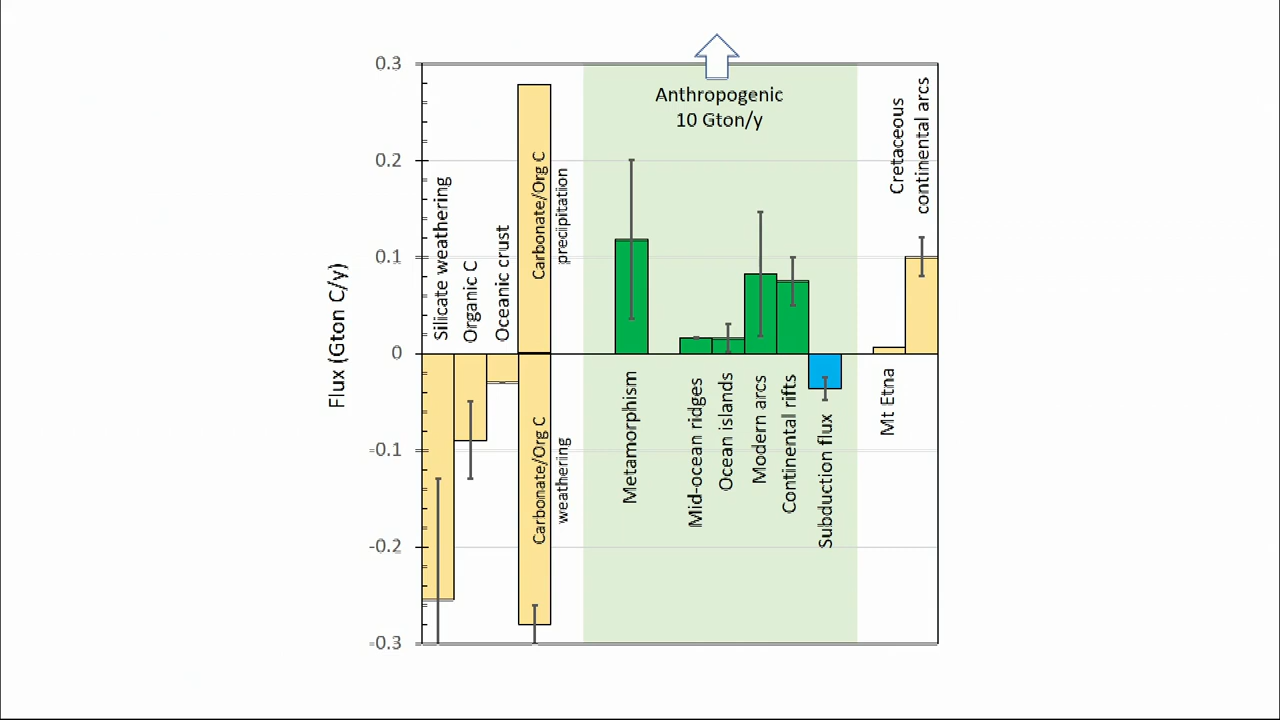 Flux (Gton C/y)
0.3
0.2
0.1
0
-0.1
-0.2
-0.3
Silicate weathering
Organic C
Oceanic crust
Carbonate/Org C
precipitation
Carbonate/Org C
weathering
Anthropogenic
10 Gton/y
Metamorphism
Mid-ocean ridges
Ocean islands
Modern arcs
Continental rifts
Subduction flux
Mt Etna
Cretaceous
continental arcs